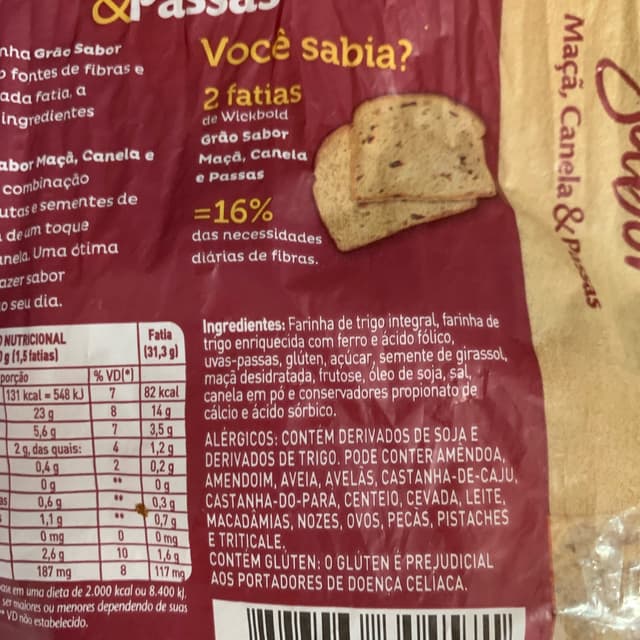 &Passas
nha Grão Sabor
o fontes de fibras e
ada fatia, a
ingredientes
abor Maçã, Canela e
combinação
utas e sementes de
de um toque
anela. Uma ótima
azer sabor
o seu dia.
Você sabia?
2 fatias
de Wickbold
Grão Sabor
Maçã, Canela
e Passas
=16%
das necessidades
diárias de fibras.
Maçã, Canela & Passas
O NUTRICIONAL
0g (1,5 fatias)
Fatia
(31,3 g)
porção
% VD(*)
131 kcal = 548 kJ 7 82 kcal
23 g 8 14 g
5,6 g 7 3,5 g
2 g, das quais: 4 1,2 g
0,4 g 2 0,2 g
0 g ** 0 g
as 0,6 g ** 0,3 g
1,1 g ** 0,7 g
0 mg 0 0 mg
2,6 g 10 1,6 g
187 mg 8 117 mg
base em uma dieta de 2.000 kcal ou 8.400 kJ.
ser maiores ou menores dependendo de suas
** VD não estabelecido.
Ingredientes: Farinha de trigo integral, farinha de
trigo enriquecida com ferro e ácido fólico,
uvas-passas, glúten, açúcar, semente de girassol,
maçã desidratada, frutose, óleo de soja, sal,
canela em pó e conservadores propionato de
cálcio e ácido sórbico.
ALÉRGICOS: CONTÉM DERIVADOS DE SOJA E
DERIVADOS DE TRIGO. PODE CONTER AMÊNDOA,
AMENDOIM, AVEIA, AVELÃS, CASTANHA-DE-CAJU,
CASTANHA-DO-PARÁ, CENTEIO, CEVADA, LEITE,
MACADÂMIAS, NOZES, OVOS, PECÃS, PISTACHES
E TRITICALE.
CONTÉM GLÚTEN: O GLÚTEN É PREJUDICIAL
AOS PORTADORES DE DOENÇA CELÍACA.